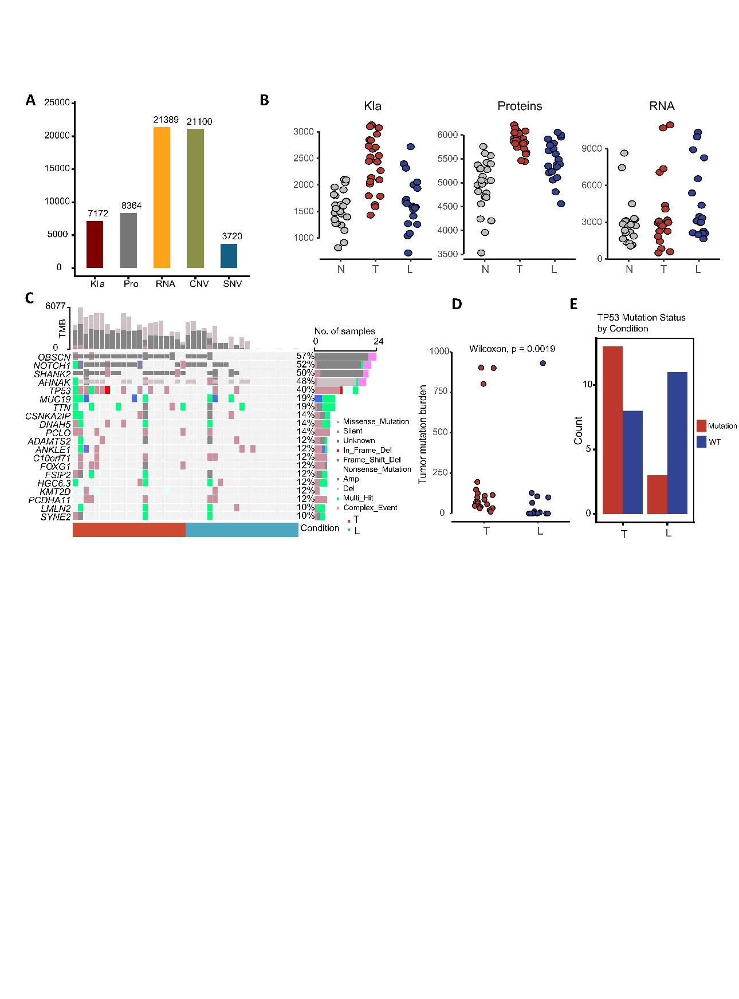 A
25000
20000
15000
10000
5000
0
7172
8364
21389
21100
3720
Kla
Pro
RNA
CNV
SNV
B
Kla
3000
2500
2000
1500
1000
N
T
L
Proteins
6000
5500
5000
4500
4000
3500
N
T
L
RNA
9000
6000
3000
0
N
T
L
C
6077
TMB
0
No. of samples
0
24
OBSCN 57%
NOTCH1 52%
SHANK2 50%
AHNAK 48%
TP53 40%
MUC19 19%
TTN 19%
CSNKA2IP 14%
DNAH5 14%
PCLO 14%
ADAMTS2 12%
ANKLE1 12%
C10orf71 12%
FOXG1 12%
FSIP2 12%
HGC6.3 12%
KMT2D 12%
PCDHA11 12%
LMLN2 10%
SYNE2 10%
Missense_Mutation
Silent
Unknown
In_Frame_Del
Frame_Shift_Del
Nonsense_Mutation
Amp
Del
Multi_Hit
Complex_Event
Condition
T
L
D
Wilcoxon, p = 0.0019
Tumor mutation burden
1000
750
500
250
0
T
L
E
TP53 Mutation Status
by Condition
Count
10
5
0
T
L
Mutation
WT